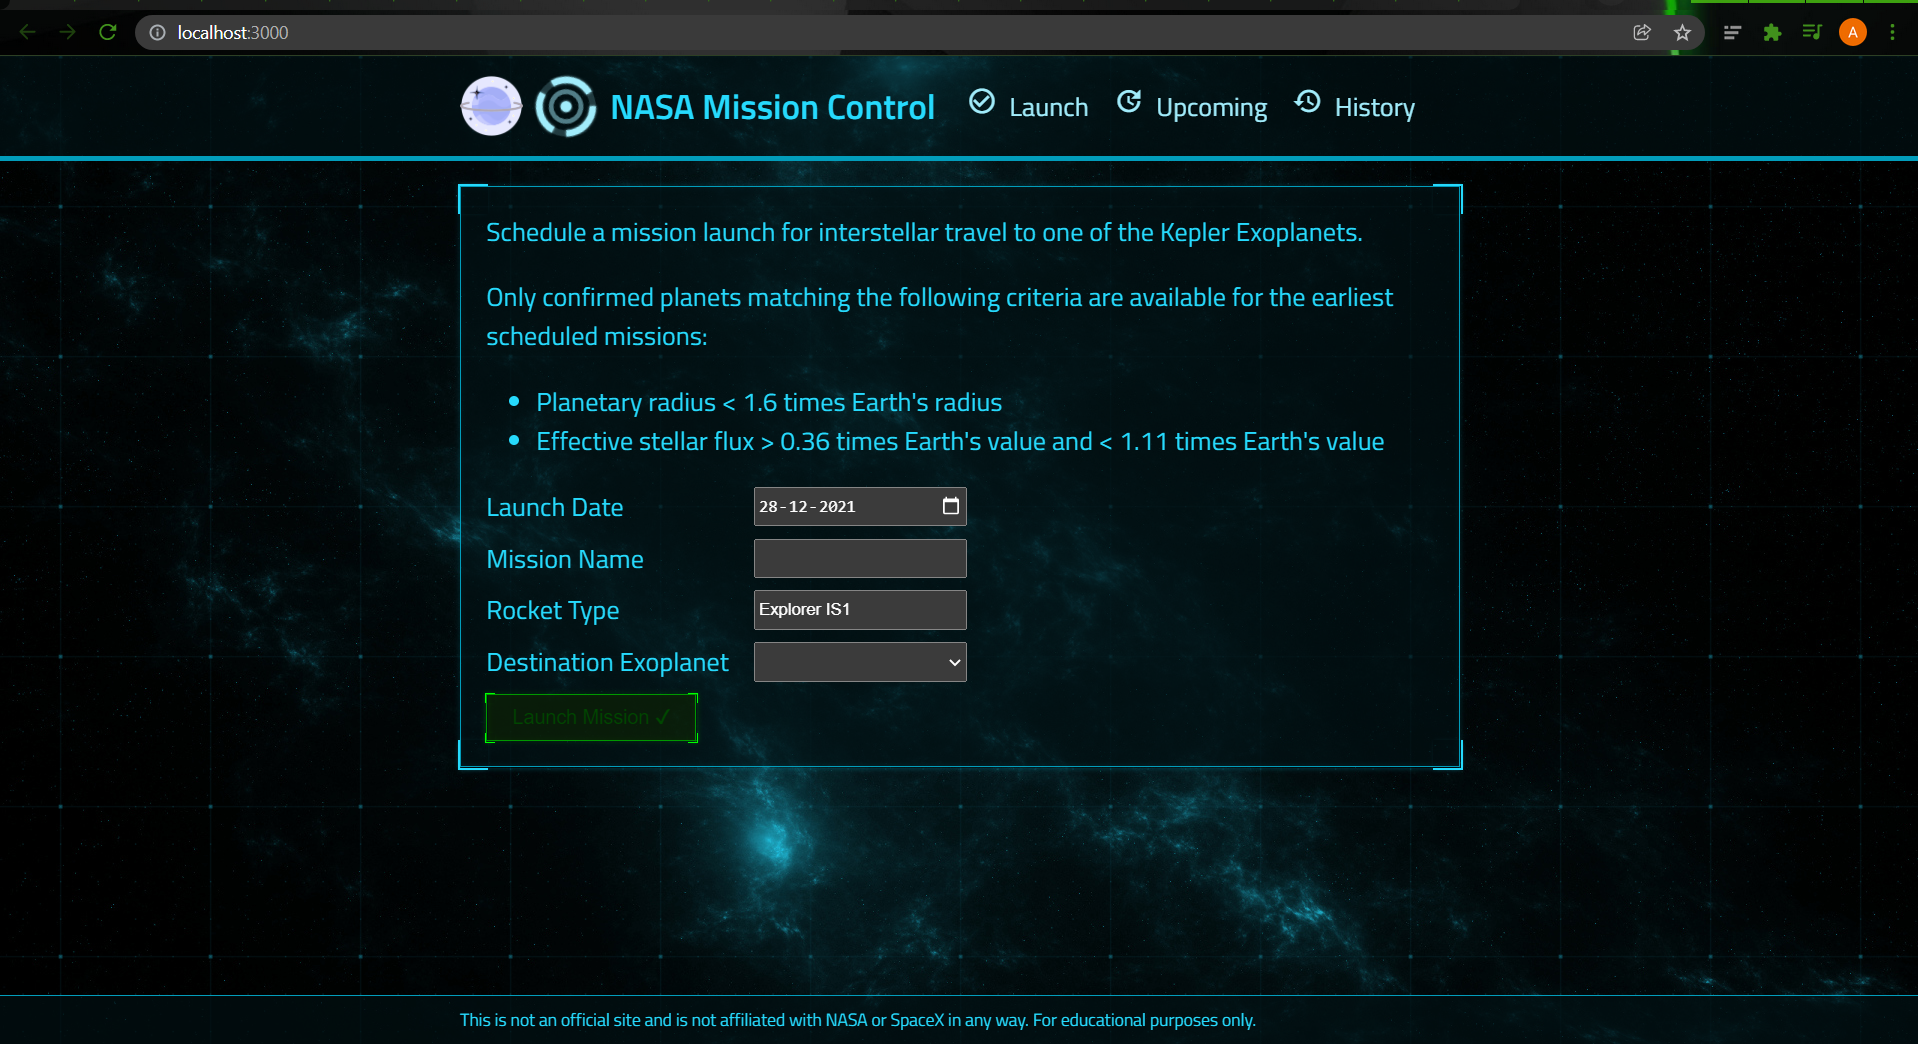 localhost:3000
A
NASA Mission Control
Launch
Upcoming
History
Schedule a mission launch for interstellar travel to one of the Kepler Exoplanets.
Only confirmed planets matching the following criteria are available for the earliest
scheduled missions:
• Planetary radius < 1.6 times Earth's radius
• Effective stellar flux > 0.36 times Earth's value and < 1.11 times Earth's value
Launch Date
28-12-2021
Mission Name
Rocket Type
Explorer IS1
Destination Exoplanet
Launch Mission ✓
This is not an official site and is not affiliated with NASA or SpaceX in any way. For educational purposes only.